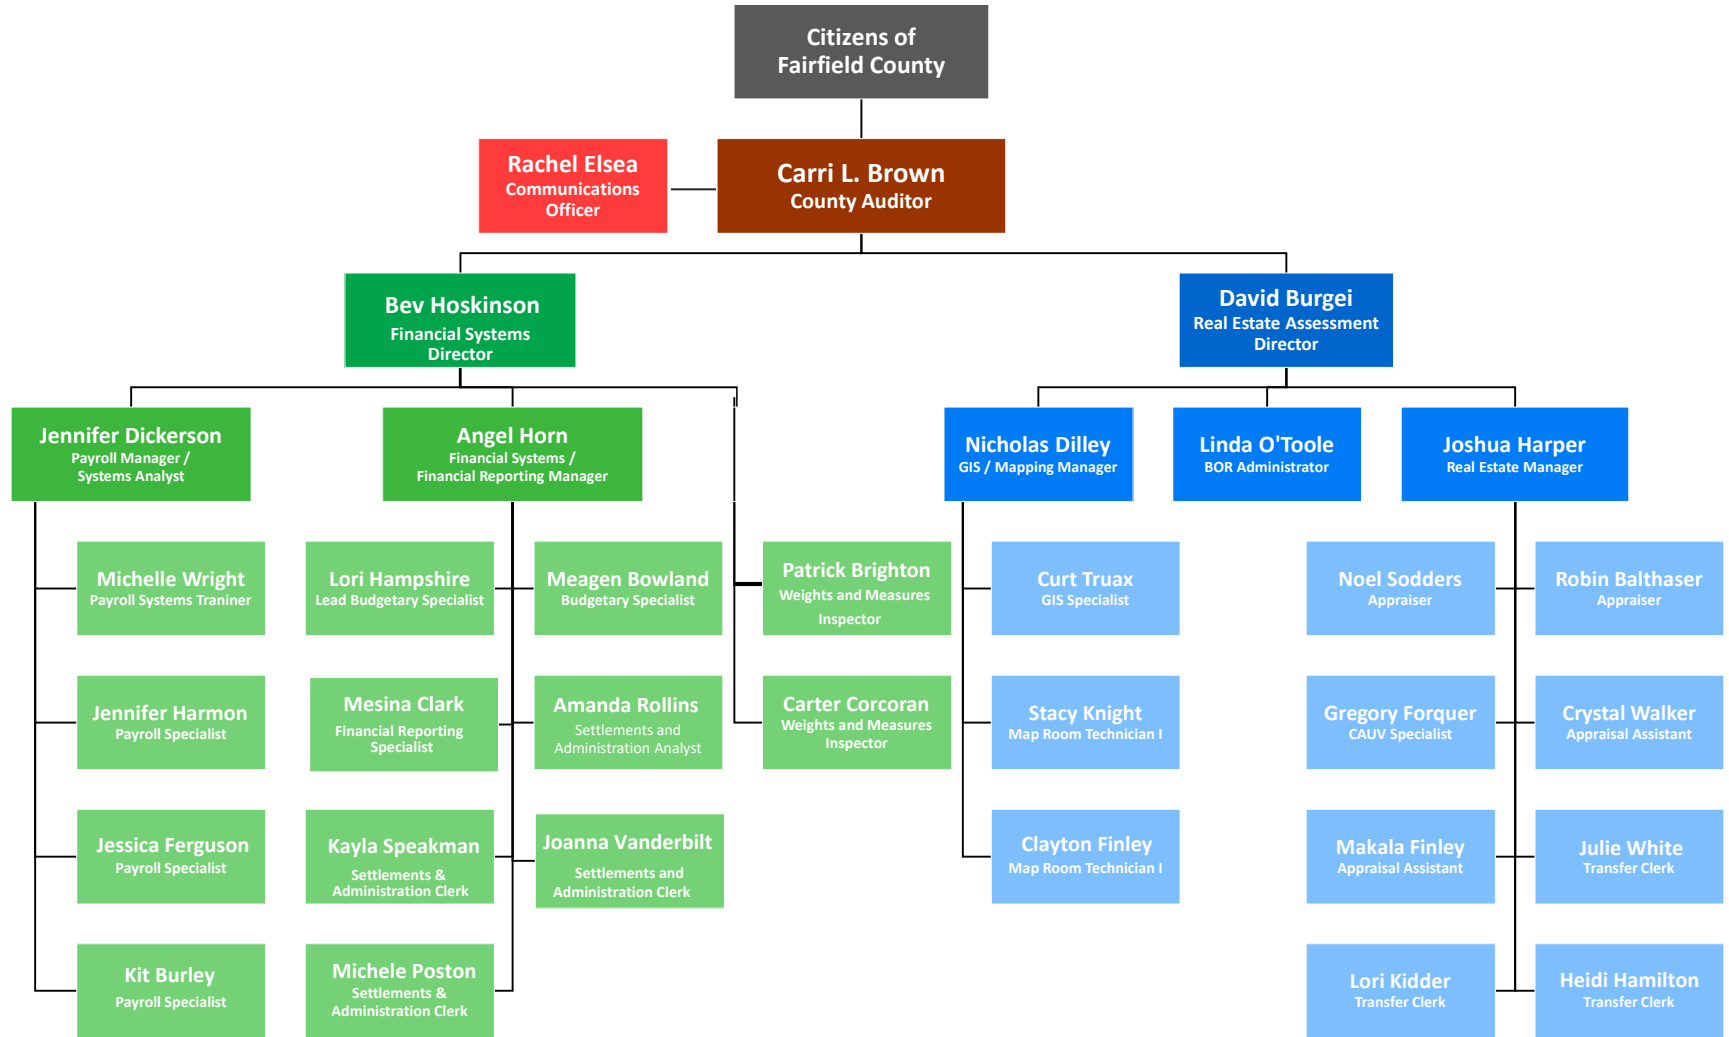 Citizens of
Fairfield County
Rachel Elsea
Communications
Officer
Carri L. Brown
County Auditor
Bev Hoskinson
Financial Systems
Director
David Burgei
Real Estate Assessment
Director
Jennifer Dickerson
Payroll Manager /
Systems Analyst
Angel Horn
Financial Systems /
Financial Reporting Manager
Nicholas Dilley
GIS / Mapping Manager
Linda O'Toole
BOR Administrator
Joshua Harper
Real Estate Manager
Michelle Wright
Payroll Systems Traniner
Lori Hampshire
Lead Budgetary Specialist
Meagen Bowland
Budgetary Specialist
Patrick Brighton
Weights and Measures
Inspector
Curt Truax
GIS Specialist
Noel Sodders
Appraiser
Robin Balthaser
Appraiser
Jennifer Harmon
Payroll Specialist
Mesina Clark
Financial Reporting
Specialist
Amanda Rollins
Settlements and
Administration Analyst
Carter Corcoran
Weights and Measures
Inspector
Stacy Knight
Map Room Technician I
Gregory Forquer
CAUV Specialist
Crystal Walker
Appraisal Assistant
Jessica Ferguson
Payroll Specialist
Kayla Speakman
Settlements &
Administration Clerk
Joanna Vanderbilt
Settlements and
Administration Clerk
Clayton Finley
Map Room Technician I
Makala Finley
Appraisal Assistant
Julie White
Transfer Clerk
Kit Burley
Payroll Specialist
Michele Poston
Settlements &
Administration Clerk
Lori Kidder
Transfer Clerk
Heidi Hamilton
Transfer Clerk